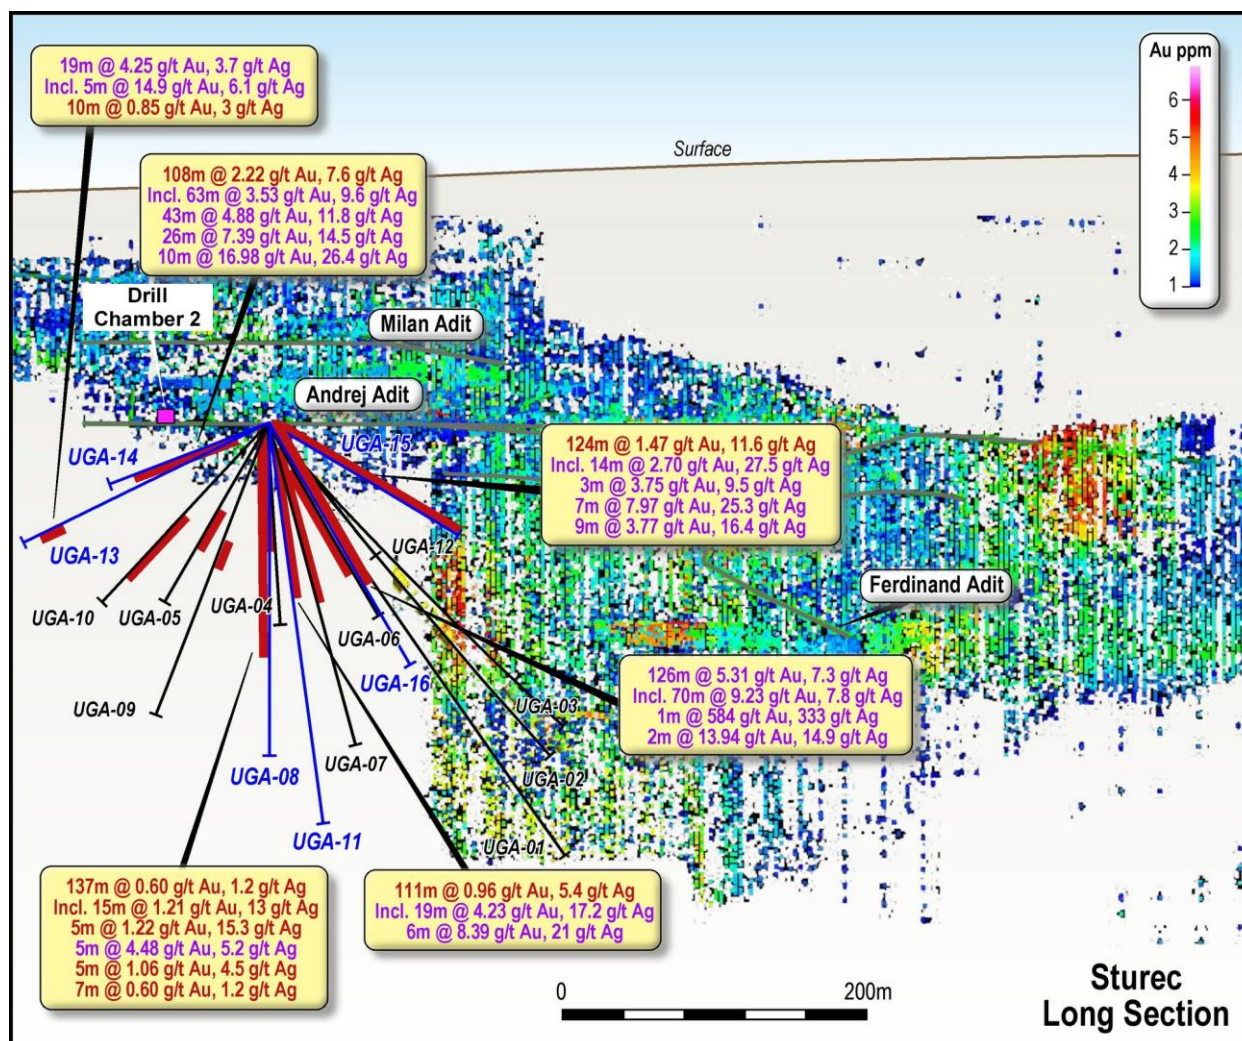 19m @ 4.25 g/t Au, 3.7 g/t Ag
Incl. 5m @ 14.9 g/t Au, 6.1 g/t Ag
10m @ 0.85 g/t Au, 3 g/t Ag
Au ppm
6
5
4
3
2
1
Surface
108m @ 2.22 g/t Au, 7.6 g/t Ag
Incl. 63m @ 3.53 g/t Au, 9.6 g/t Ag
43m @ 4.88 g/t Au, 11.8 g/t Ag
26m @ 7.39 g/t Au, 14.5 g/t Ag
10m @ 16.98 g/t Au, 26.4 g/t Ag
Drill
Chamber 2
Milan Adit
Andrej Adit
UGA-14
UGA-15
124m @ 1.47 g/t Au, 11.6 g/t Ag
Incl. 14m @ 2.70 g/t Au, 27.5 g/t Ag
3m @ 3.75 g/t Au, 9.5 g/t Ag
7m @ 7.97 g/t Au, 25.3 g/t Ag
9m @ 3.77 g/t Au, 16.4 g/t Ag
UGA-13
UGA-12
Ferdinand Adit
UGA-10
UGA-05
UGA-04
UGA-06
UGA-16
126m @ 5.31 g/t Au, 7.3 g/t Ag
Incl. 70m @ 9.23 g/t Au, 7.8 g/t Ag
1m @ 584 g/t Au, 333 g/t Ag
2m @ 13.94 g/t Au, 14.9 g/t Ag
UGA-09
UGA-03
UGA-08
UGA-07
UGA-02
UGA-11
UGA-01
137m @ 0.60 g/t Au, 1.2 g/t Ag
Incl. 15m @ 1.21 g/t Au, 13 g/t Ag
5m @ 1.22 g/t Au, 15.3 g/t Ag
5m @ 4.48 g/t Au, 5.2 g/t Ag
5m @ 1.06 g/t Au, 4.5 g/t Ag
7m @ 0.60 g/t Au, 1.2 g/t Ag
111m @ 0.96 g/t Au, 5.4 g/t Ag
Incl. 19m @ 4.23 g/t Au, 17.2 g/t Ag
6m @ 8.39 g/t Au, 21 g/t Ag
0
200m
Sturec
Long Section